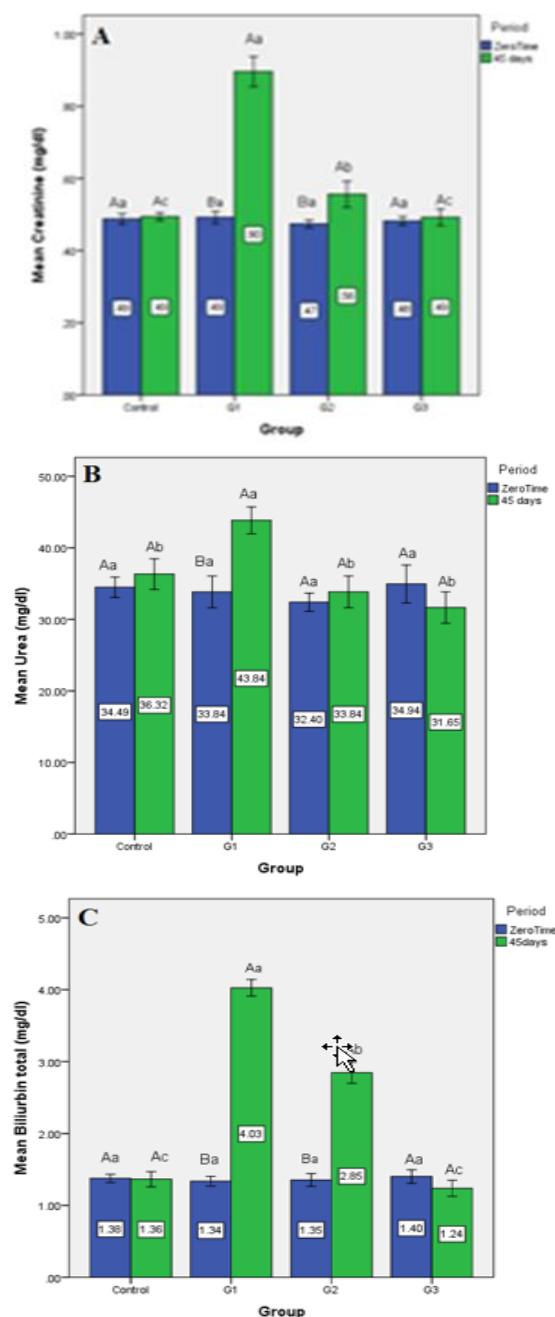 A
Period
ZeroTime
45 days
Mean Creatinine (mg/dl)
1.00
.80
.60
.40
.20
.00
Aa Ac Ba Aa Ba Ab Aa Ac
.49 .49 .49 .90 .47 .56 .48 .49
Control G1 G2 G3
Group
B
Period
ZeroTime
45 days
Mean Urea (mg/dl)
50.00
40.00
30.00
20.00
10.00
.00
Aa Ab Ba Aa Aa Ab Aa Ab
34.49 36.32 33.84 43.84 32.40 33.84 34.94 31.65
Control G1 G2 G3
Group
C
Period
ZeroTime
45days
Mean Biliurbin total (mg/dl)
5.00
4.00
3.00
2.00
1.00
.00
Aa Ac Ba Aa Ba Aa Ac
1.38 1.36 1.34 4.03 1.35 2.85 1.40 1.24
Control G1 G2 G3
Group